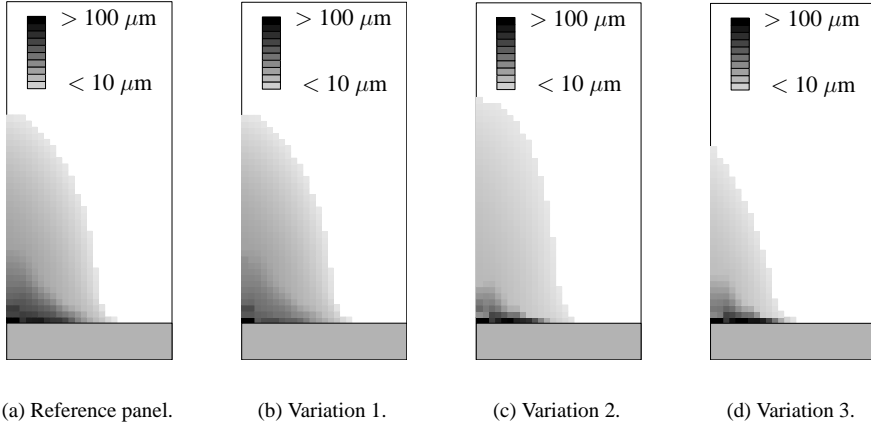 > 100 μm
< 10 μm
> 100 μm
< 10 μm
> 100 μm
< 10 μm
> 100 μm
< 10 μm
(a) Reference panel.
(b) Variation 1.
(c) Variation 2.
(d) Variation 3.